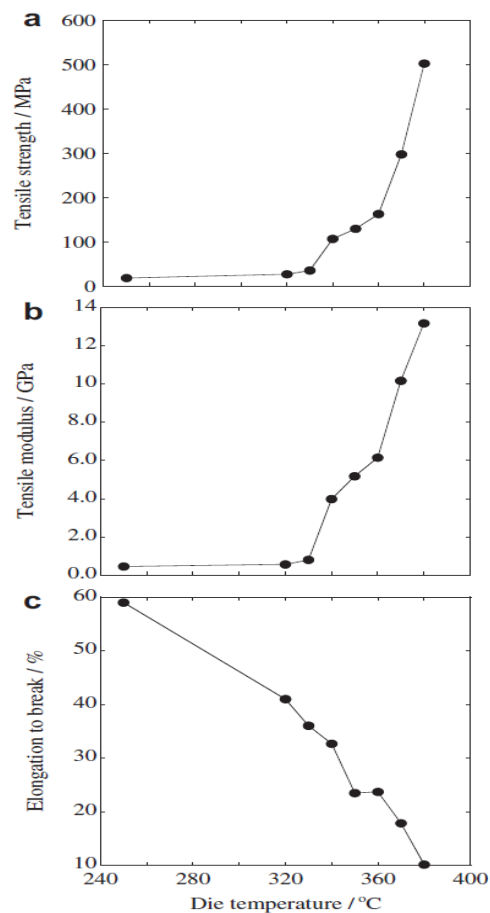 a
600
500
400
300
200
100
0
Tensile strength / MPa
b
14
12
10
8.0
6.0
4.0
2.0
0.0
Tensile modulus / GPa
c
60
50
40
30
20
10
Elongation to break / %
240 280 320 360 400
Die temperature / °C